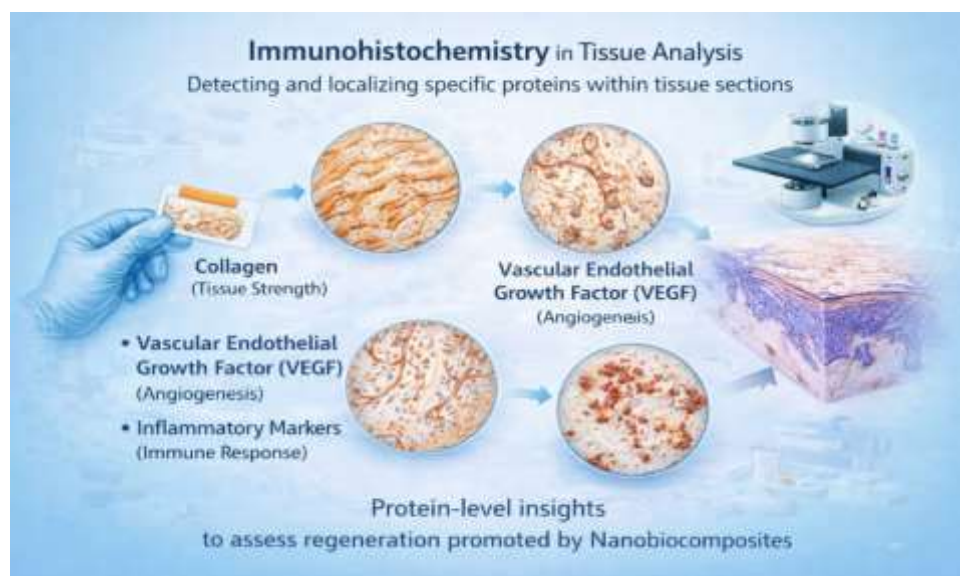 Immunohistochemistry in Tissue Analysis
Detecting and localizing specific proteins within tissue sections
Collagen
(Tissue Strength)
Vascular Endothelial
Growth Factor (VEGF)
(Angiogenesis)
• Vascular Endothelial
Growth Factor (VEGF)
(Angiogenesis)
• Inflammatory Markers
(Immune Response)
Protein-level insights
to assess regeneration promoted by Nanobiocomposites